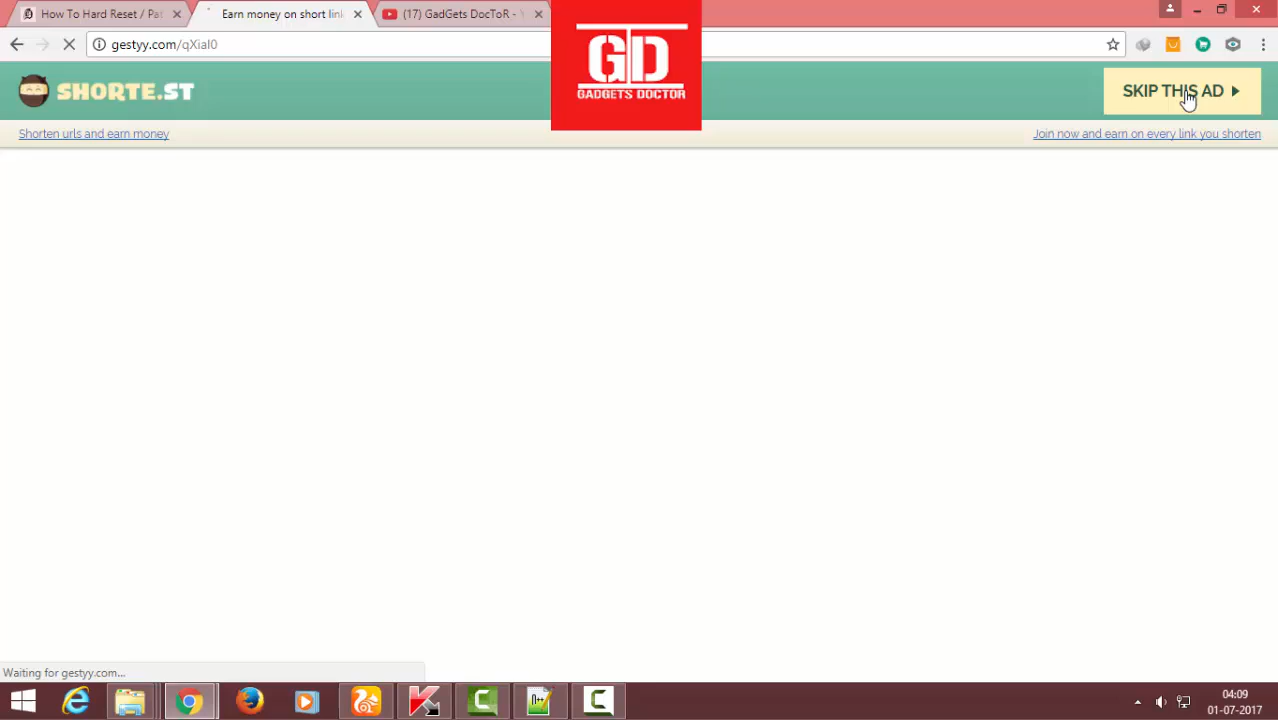 How To Hard Reset / Pat
Earn money on short link
(17) GadGets DocToR - Y
gestyy.com/qXiaI0
GD
GADGETS DOCTOR
SHORTE.ST
SKIP THIS AD
Shorten urls and earn money
Join now and earn on every link you shorten
Waiting for gestyy.com...
04:09
01-07-2017